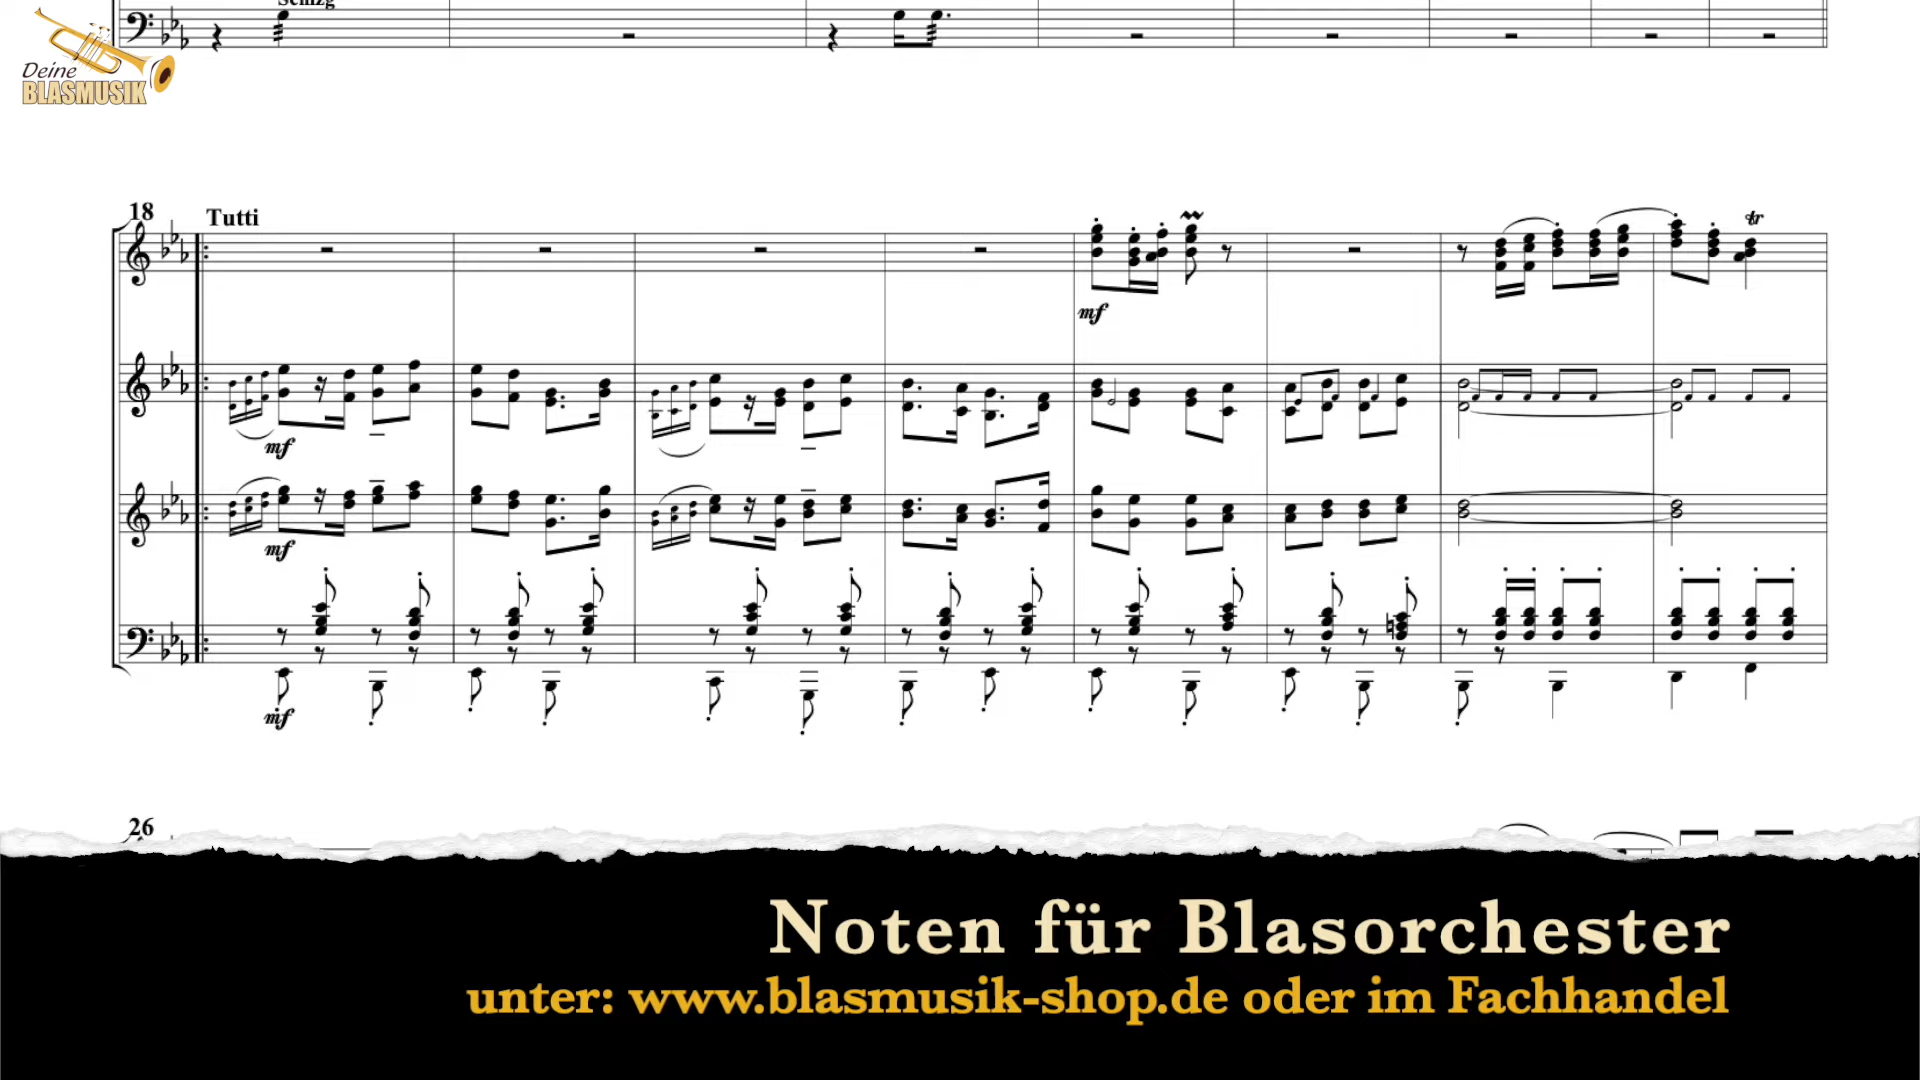 Schlzg
Deine
BLASMUSIK
18
Tutti
mf
tr
mf
mf
mf
26
Noten für Blasorchester
unter: www.blasmusik-shop.de oder im Fachhandel